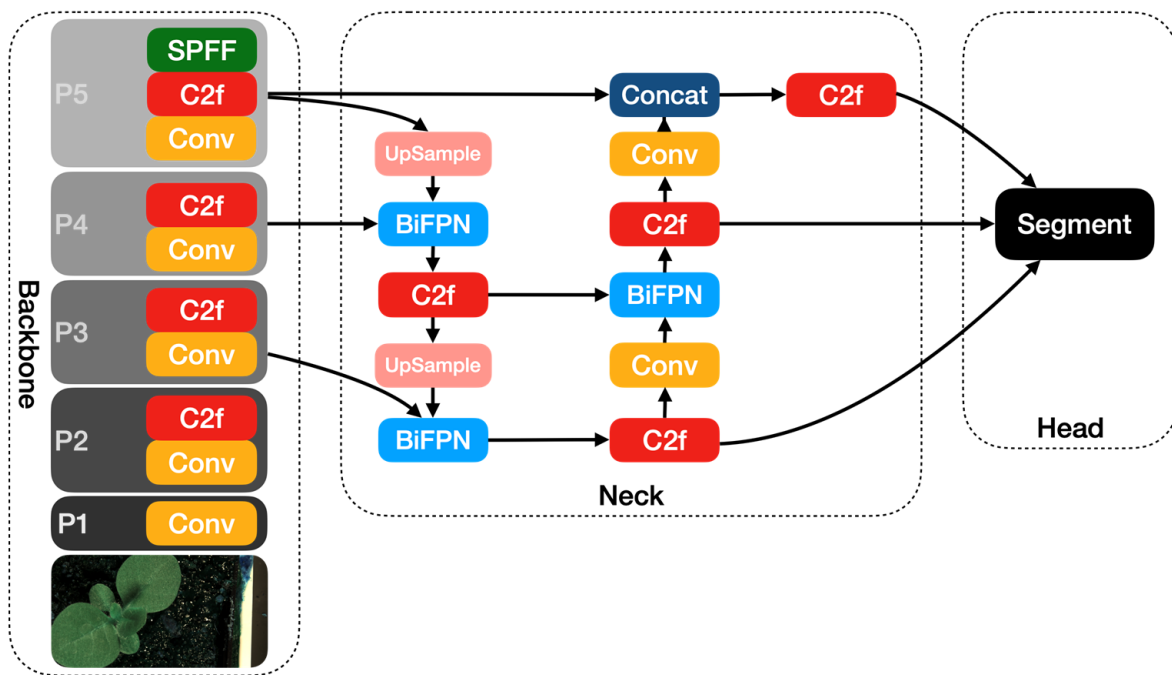 SPFF
P5
C2f
Conv
P4
C2f
Conv
P3
C2f
Conv
P2
C2f
Conv
P1
Conv
Backbone
UpSample
BiFPN
C2f
UpSample
BiFPN
Concat
C2f
Conv
C2f
BiFPN
Conv
C2f
Neck
Segment
Head